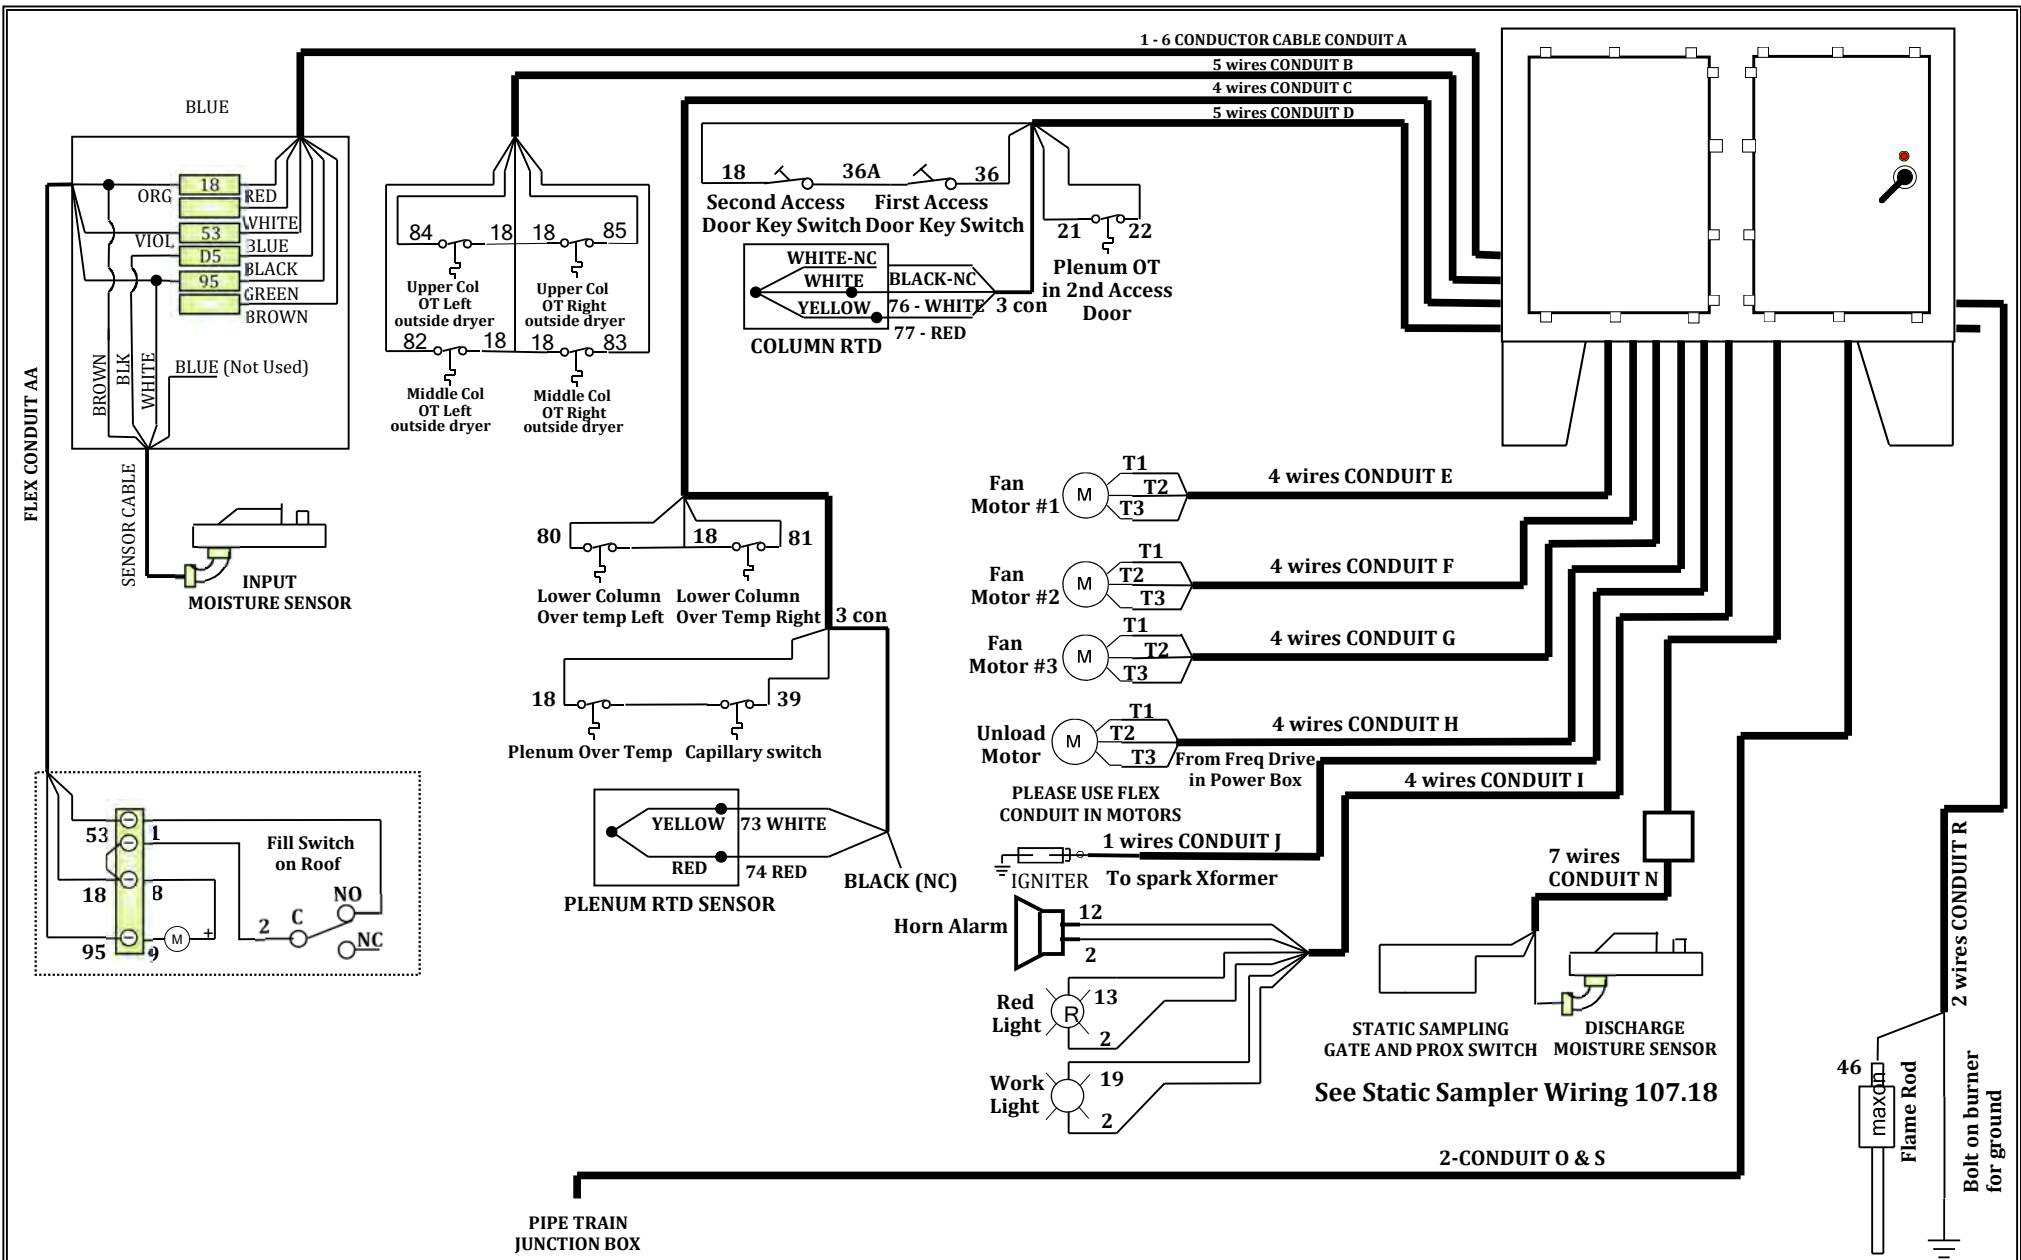 1 - 6 CONDUCTOR CABLE CONDUIT A
5 wires CONDUIT B
4 wires CONDUIT C
5 wires CONDUIT D
BLUE
ORG
18
RED
WHITE
VIOL
53
BLUE
D5
BLACK
95
GREEN
BROWN
BROWN
BLK
WHITE
BLUE (Not Used)
FLEX CONDUIT AA
SENSOR CABLE
INPUT
MOISTURE SENSOR
84
18
18
85
Upper Col
OT Left
outside dryer
Upper Col
OT Right
outside dryer
82
18
18
83
Middle Col
OT Left
outside dryer
Middle Col
OT Right
outside dryer
18
36A
36
Second Access
Door Key Switch
First Access
Door Key Switch
21
22
Plenum OT
in 2nd Access
Door
WHITE-NC
WHITE
YELLOW
BLACK-NC
76 - WHITE
77 - RED
3 con
COLUMN RTD
80
18
81
Lower Column
Over temp Left
Lower Column
Over Temp Right
3 con
18
39
Plenum Over Temp
Capillary switch
YELLOW
73 WHITE
RED
74 RED
BLACK (NC)
PLENUM RTD SENSOR
53
1
18
8
95
9
M
+
2
C
NO
NC
Fill Switch
on Roof
Fan
Motor #1
M
T1
T2
T3
4 wires CONDUIT E
Fan
Motor #2
M
T1
T2
T3
4 wires CONDUIT F
Fan
Motor #3
M
T1
T2
T3
4 wires CONDUIT G
Unload
Motor
M
T1
T2
T3
4 wires CONDUIT H
From Freq Drive
in Power Box
PLEASE USE FLEX
CONDUIT IN MOTORS
4 wires CONDUIT I
1 wires CONDUIT J
IGNITER
To spark Xformer
Horn Alarm
12
2
Red
Light
R
13
2
Work
Light
19
2
7 wires
CONDUIT N
STATIC SAMPLING
GATE AND PROX SWITCH
DISCHARGE
MOISTURE SENSOR
See Static Sampler Wiring 107.18
2 wires CONDUIT R
46
maxon
Flame Rod
Bolt on burner
for ground
2-CONDUIT O & S
PIPE TRAIN
JUNCTION BOX